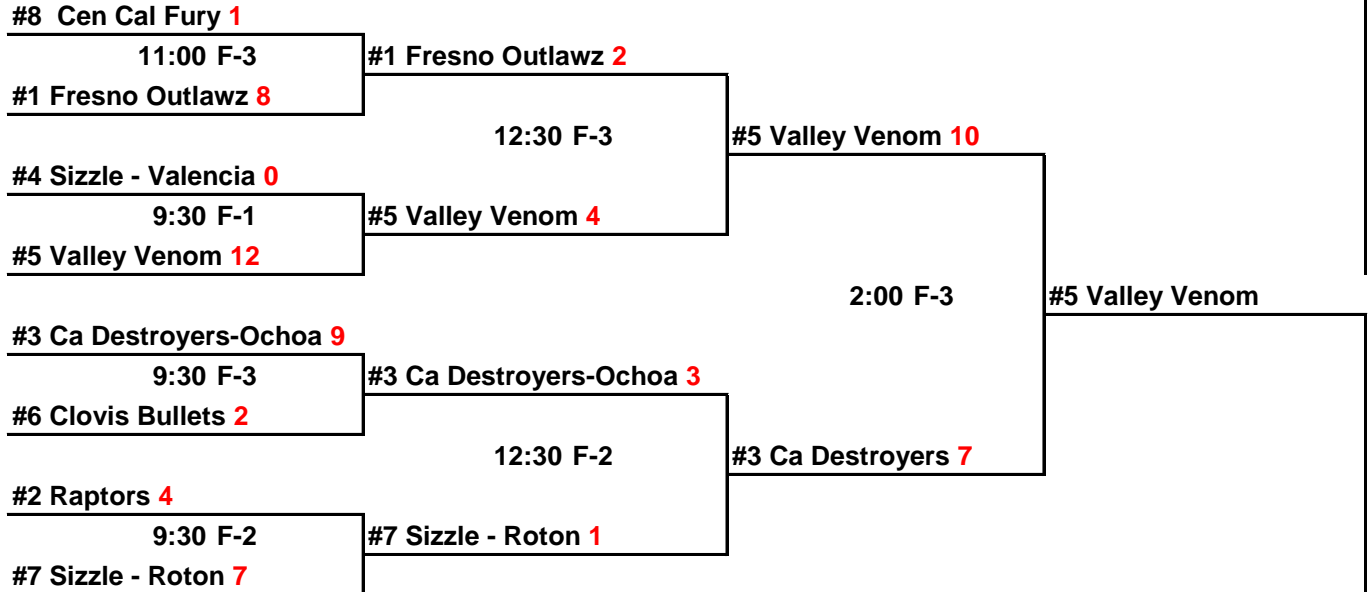 #8  Cen Cal Fury 1
11:00 F-3
#1 Fresno Outlawz 2
#1 Fresno Outlawz 8
12:30 F-3
#5 Valley Venom 10
#4 Sizzle - Valencia 0
9:30 F-1
#5 Valley Venom 4
#5 Valley Venom 12
2:00 F-3
#5 Valley Venom
#3 Ca Destroyers-Ochoa 9
9:30 F-3
#3 Ca Destroyers-Ochoa 3
#6 Clovis Bullets 2
12:30 F-2
#3 Ca Destroyers 7
#2 Raptors 4
9:30 F-2
#7 Sizzle - Roton 1
#7 Sizzle - Roton 7